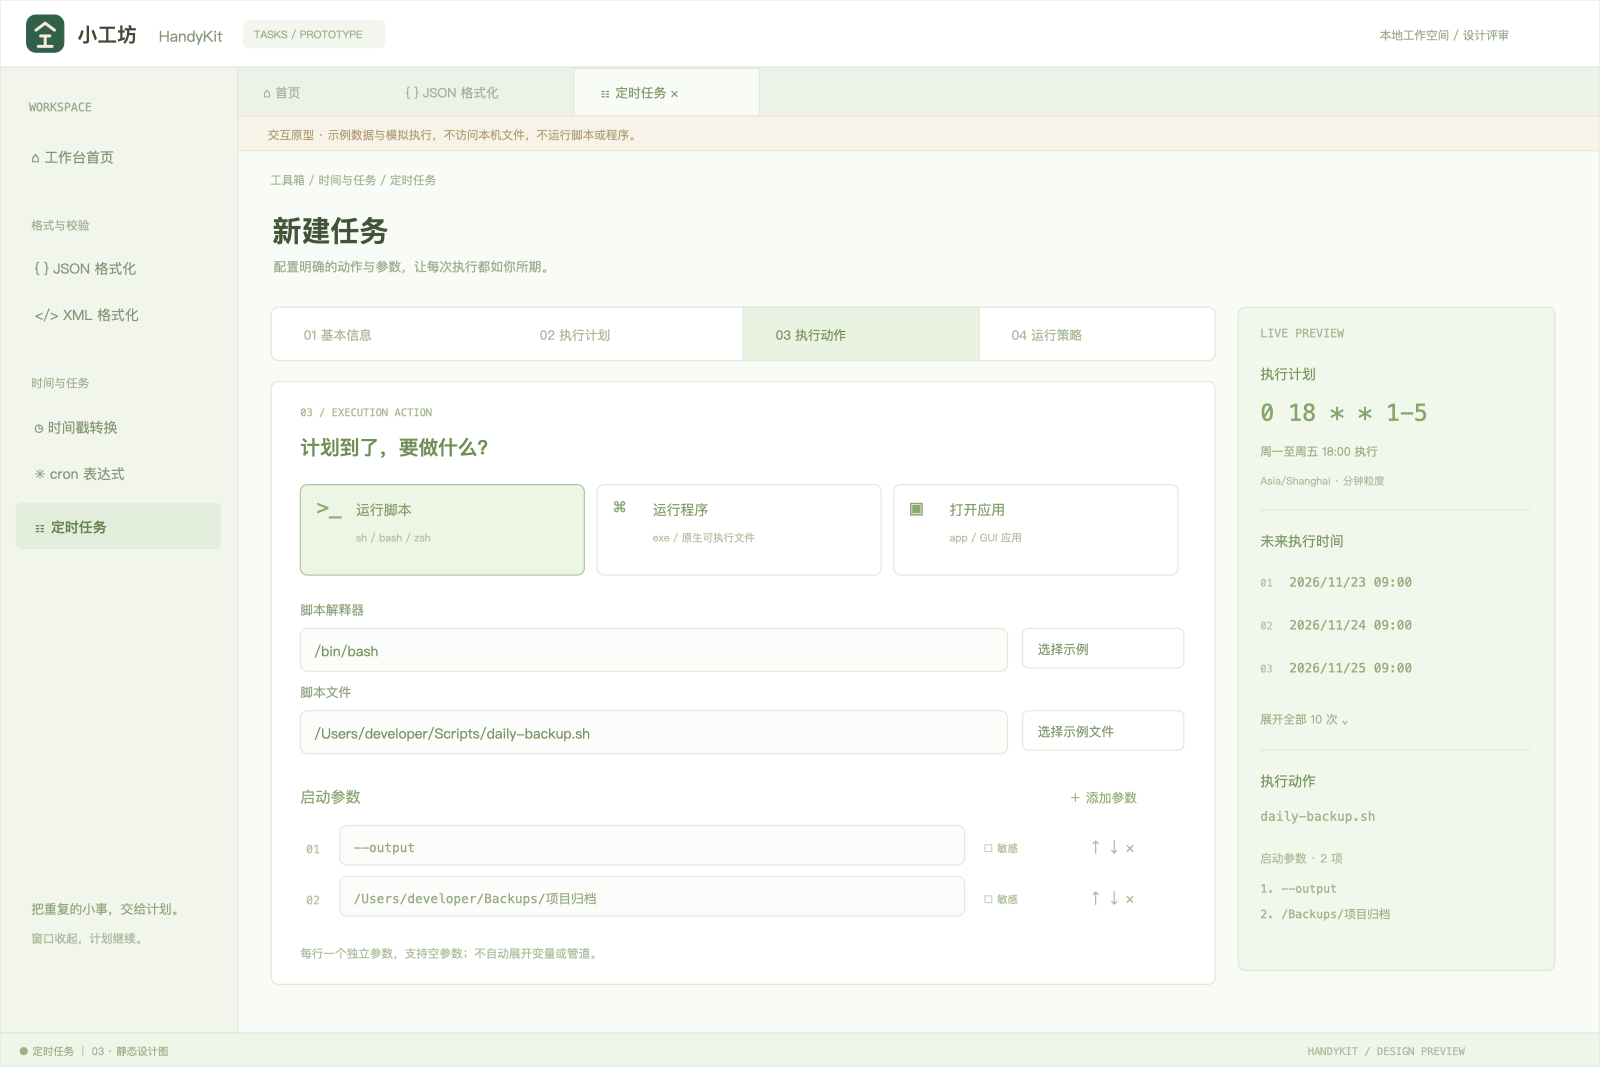 小工坊 HandyKit TASKS / PROTOTYPE 本地工作空间 / 设计评审
⌂ 首页 { } JSON 格式化 ☷ 定时任务 ×
交互原型 · 示例数据与模拟执行，不访问本机文件，不运行脚本或程序。
WORKSPACE
⌂ 工作台首页
格式与校验
{ } JSON 格式化
</> XML 格式化
时间与任务
◷ 时间戳转换
✳ cron 表达式
☷ 定时任务
把重复的小事，交给计划。
窗口收起，计划继续。
工具箱 / 时间与任务 / 定时任务
新建任务
配置明确的动作与参数，让每次执行都如你所期。
01 基本信息 02 执行计划 03 执行动作 04 运行策略
03 / EXECUTION ACTION
计划到了，要做什么？
>_ 运行脚本
sh / bash / zsh
⌘ 运行程序
exe / 原生可执行文件
▣ 打开应用
app / GUI 应用
脚本解释器
/bin/bash 选择示例
脚本文件
/Users/developer/Scripts/daily-backup.sh 选择示例文件
启动参数 + 添加参数
01 --output ☐ 敏感 ↑ ↓ ×
02 /Users/developer/Backups/项目归档 ☐ 敏感 ↑ ↓ ×
每行一个独立参数，支持空参数；不自动展开变量或管道。
LIVE PREVIEW
执行计划
0 18 * * 1-5
周一至周五 18:00 执行
Asia/Shanghai · 分钟粒度
未来执行时间
01 2026/11/23 09:00
02 2026/11/24 09:00
03 2026/11/25 09:00
展开全部 10 次 ⌄
执行动作
daily-backup.sh
启动参数 · 2 项
1. --output
2. /Backups/项目归档
● 定时任务 | 03 · 静态设计图 HANDYKIT / DESIGN PREVIEW